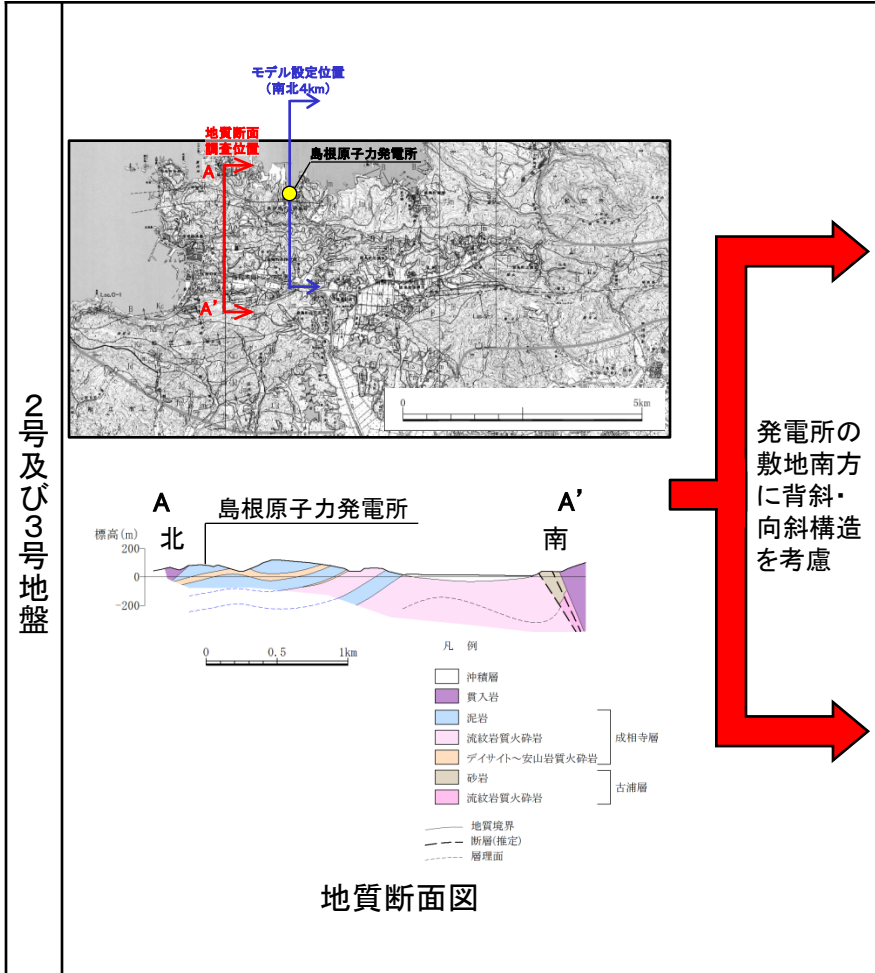 2号及び3号地盤
モデル設定位置
(南北4km)
地質断面
調査位置
A
島根原子力発電所
A'
0
5km
A
北
島根原子力発電所
A'
南
標高(m)
200
0
-200
0
0.5
1km
凡 例
沖積層
貫入岩
泥岩
流紋岩質火砕岩
デイサイト～安山岩質火砕岩
成相寺層
砂岩
流紋岩質火砕岩
古浦層
地質境界
断層(推定)
層理面
地質断面図
発電所の
敷地南方
に背斜・
向斜構造
を考慮